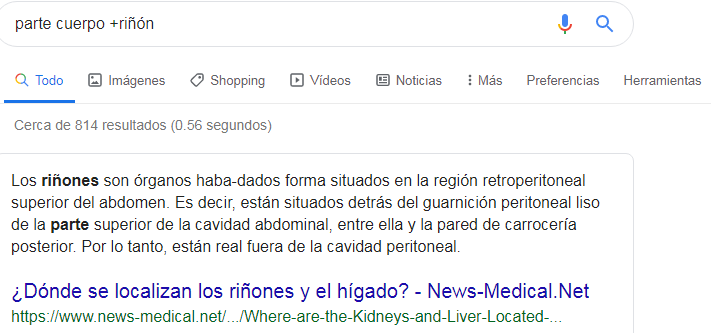 parte cuerpo +riñón
Todo Imágenes Shopping Vídeos Noticias Más Preferencias Herramientas
Cerca de 814 resultados (0.56 segundos)
Los riñones son órganos haba-dados forma situados en la región retroperitoneal
superior del abdomen. Es decir, están situados detrás del guarnición peritoneal liso
de la parte superior de la cavidad abdominal, entre ella y la pared de carrocería
posterior. Por lo tanto, están real fuera de la cavidad peritoneal.
¿Dónde se localizan los riñones y el hígado? - News-Medical.Net
https://www.news-medical.net/.../Where-are-the-Kidneys-and-Liver-Located-...